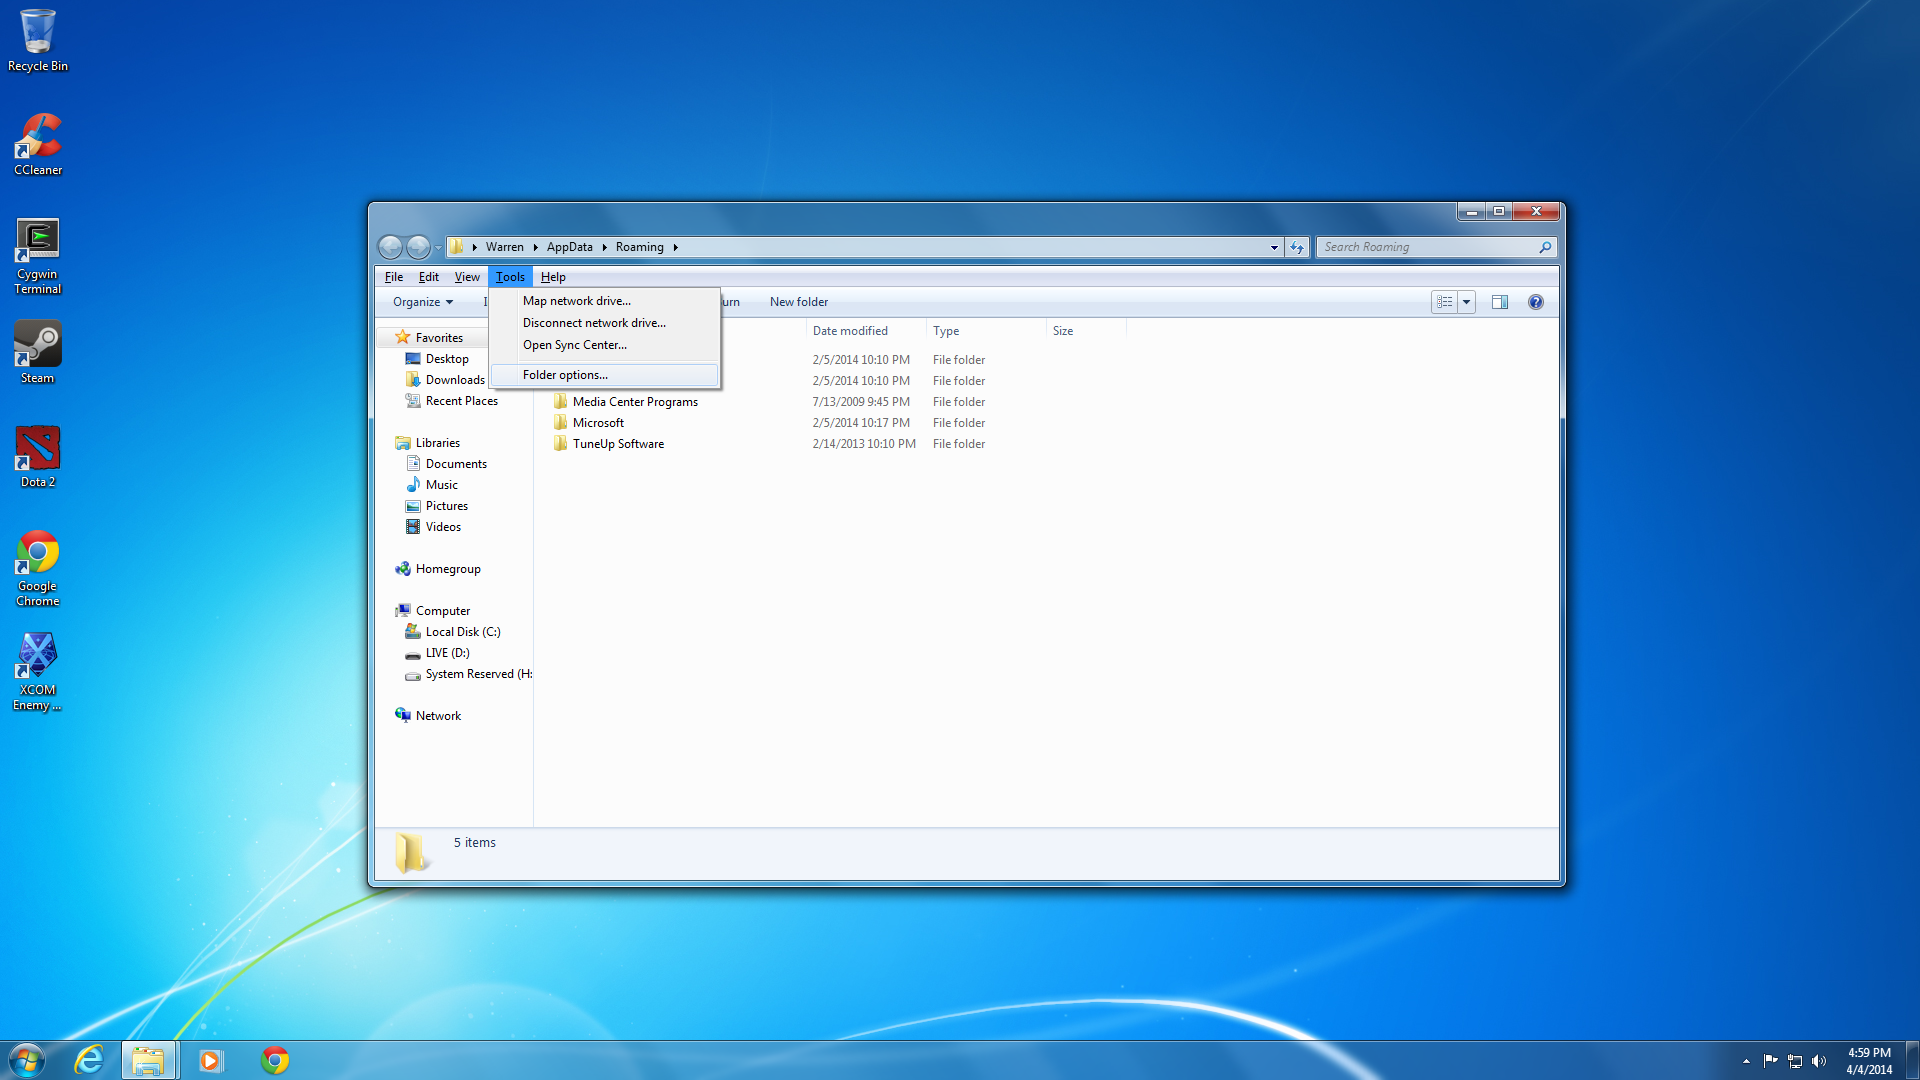 Recycle Bin
CCleaner
Cygwin
Terminal
Steam
Dota 2
Google
Chrome
XCOM
Enemy ...
Warren AppData Roaming
Search Roaming
File Edit View Tools Help
Organize urn New folder
Map network drive...
Disconnect network drive...
Open Sync Center...
Folder options...
Date modified Type Size
2/5/2014 10:10 PM File folder
2/5/2014 10:10 PM File folder
Media Center Programs 7/13/2009 9:45 PM File folder
Microsoft 2/5/2014 10:17 PM File folder
TuneUp Software 2/14/2013 10:10 PM File folder
Favorites
Desktop
Downloads
Recent Places
Libraries
Documents
Music
Pictures
Videos
Homegroup
Computer
Local Disk (C:)
LIVE (D:)
System Reserved (H:
Network
5 items
4:59 PM
4/4/2014